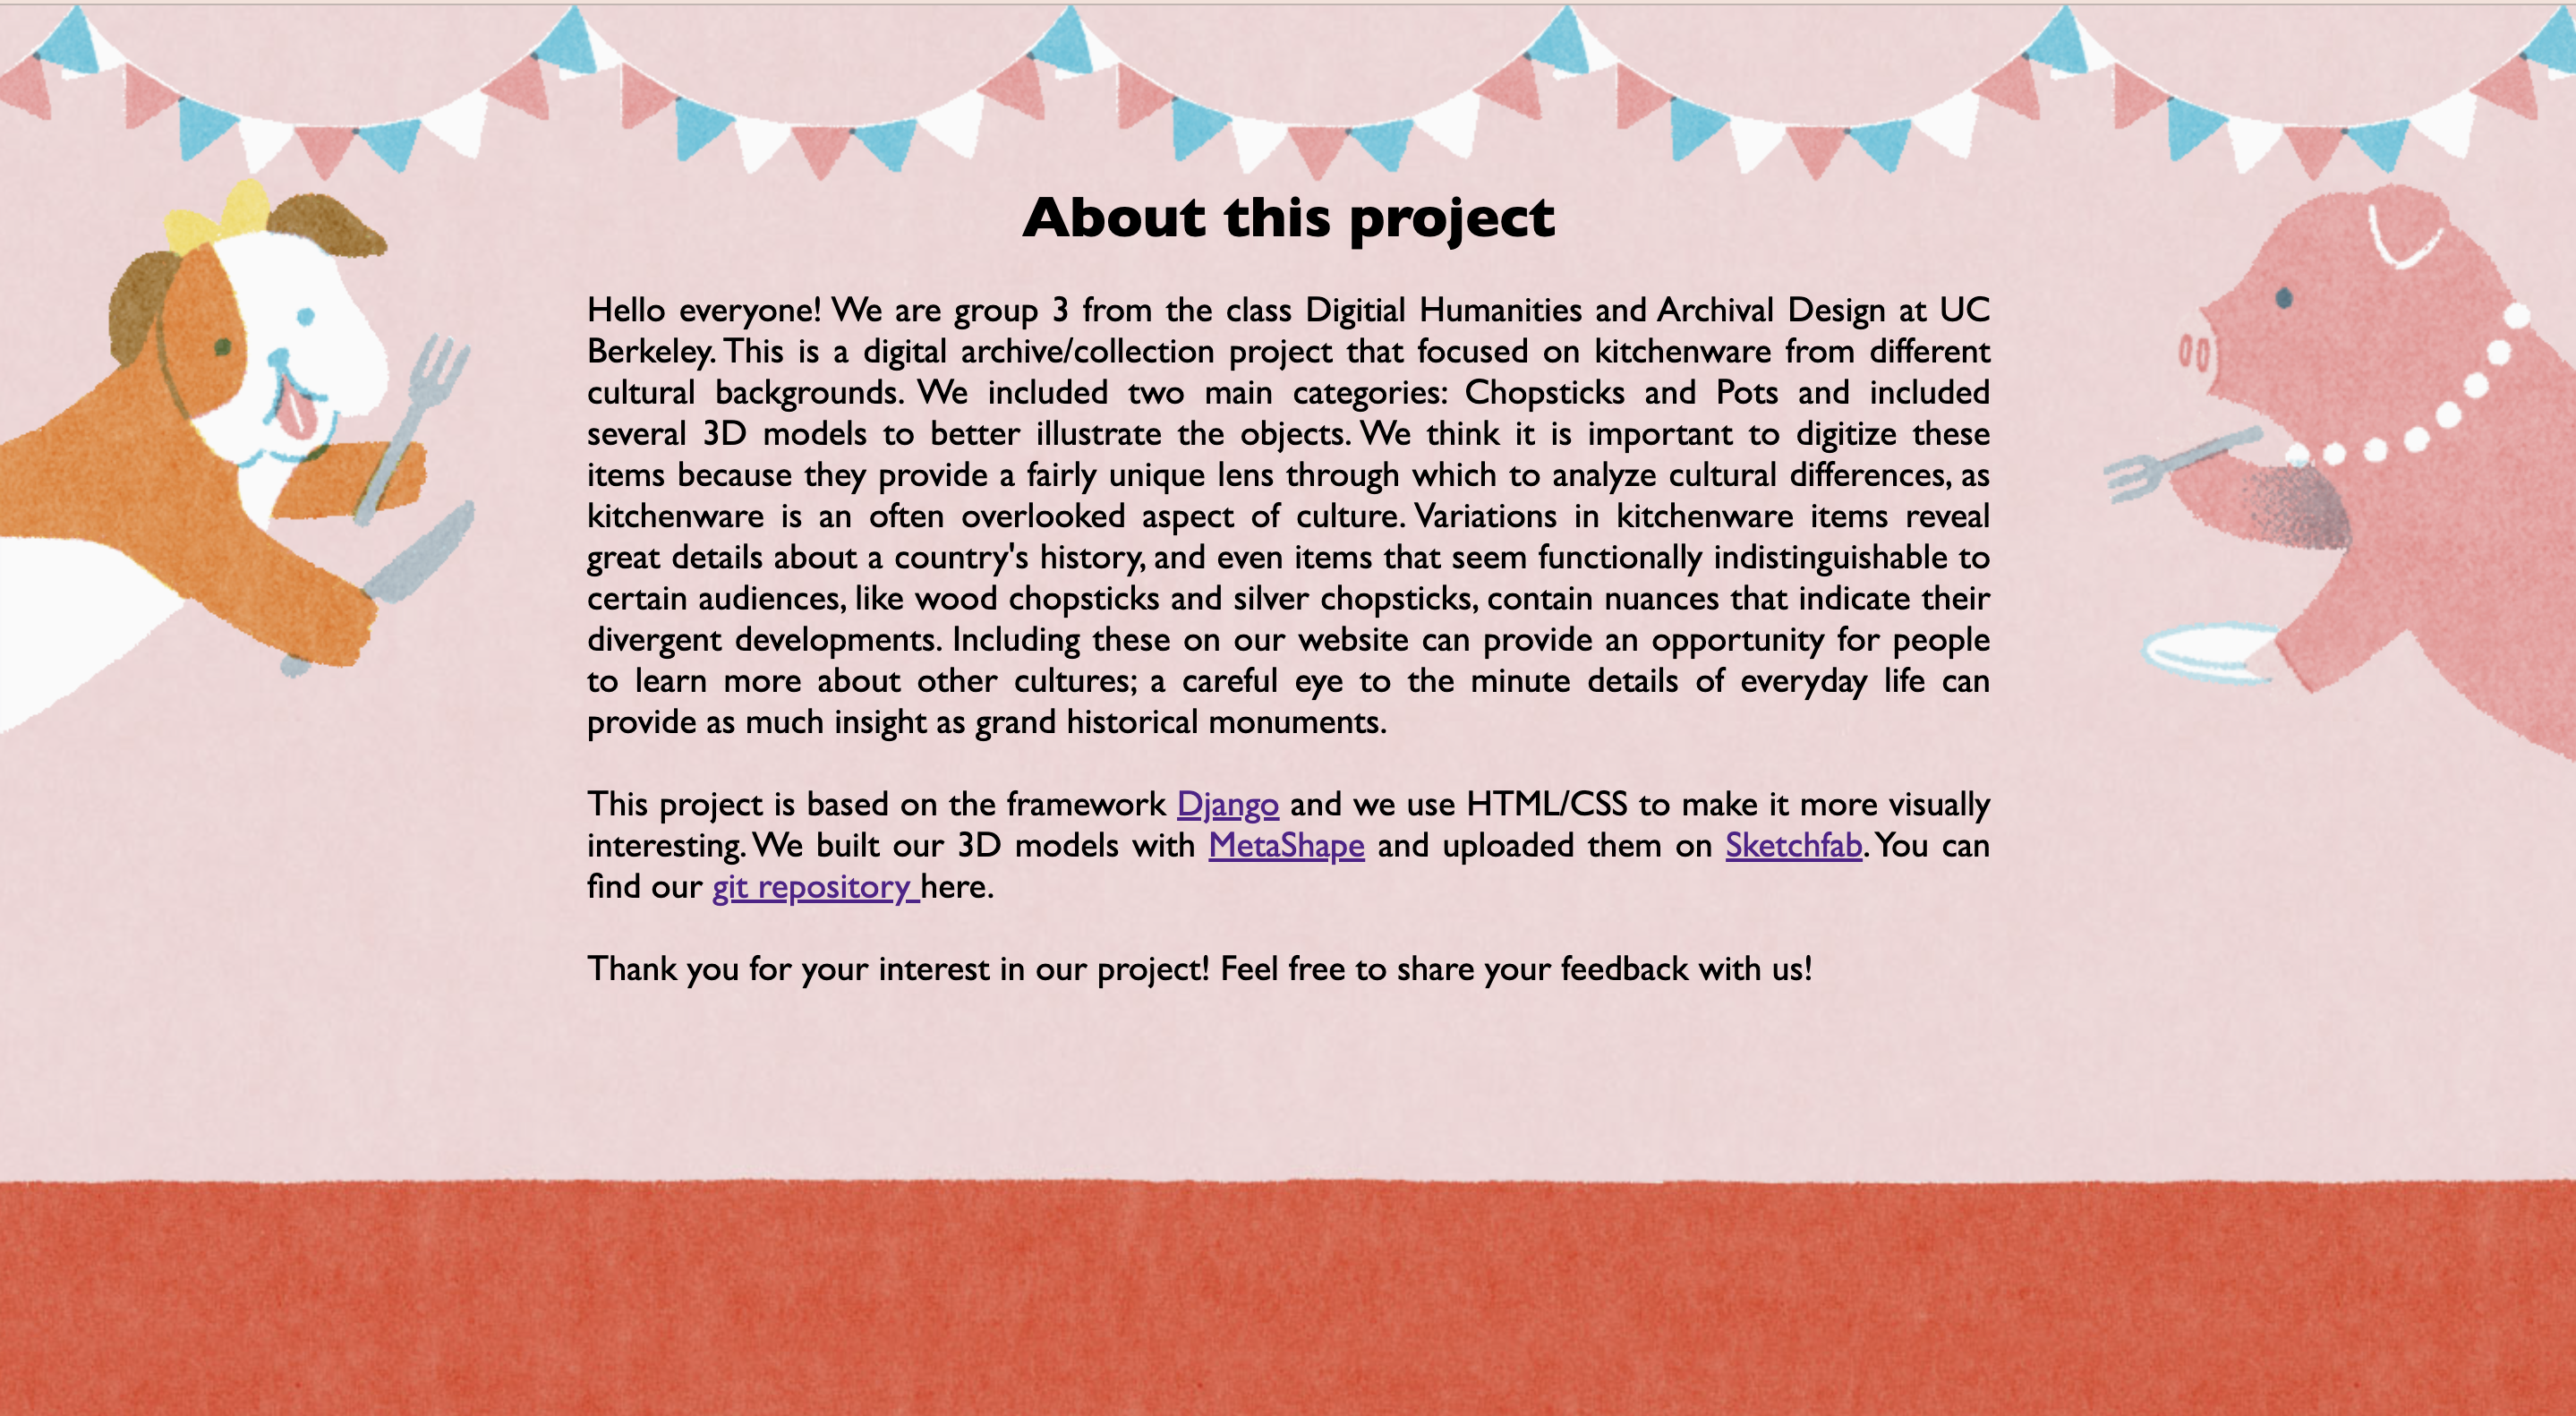 About this project
Hello everyone! We are group 3 from the class Digitial Humanities and Archival Design at UC
Berkeley. This is a digital archive/collection project that focused on kitchenware from different
cultural backgrounds. We included two main categories: Chopsticks and Pots and included
several 3D models to better illustrate the objects. We think it is important to digitize these
items because they provide a fairly unique lens through which to analyze cultural differences, as
kitchenware is an often overlooked aspect of culture. Variations in kitchenware items reveal
great details about a country's history, and even items that seem functionally indistinguishable to
certain audiences, like wood chopsticks and silver chopsticks, contain nuances that indicate their
divergent developments. Including these on our website can provide an opportunity for people
to learn more about other cultures; a careful eye to the minute details of everyday life can
provide as much insight as grand historical monuments.
This project is based on the framework Django and we use HTML/CSS to make it more visually
interesting. We built our 3D models with MetaShape and uploaded them on Sketchfab. You can
find our git repository here.
Thank you for your interest in our project! Feel free to share your feedback with us!